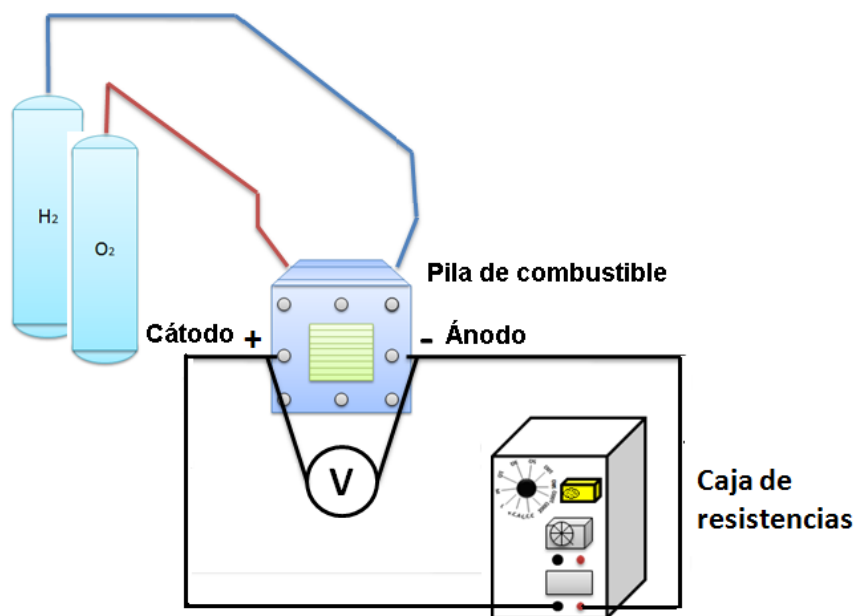 H2
O2
Pila de combustible
Cátodo +
- Ánodo
V
Caja de
resistencias